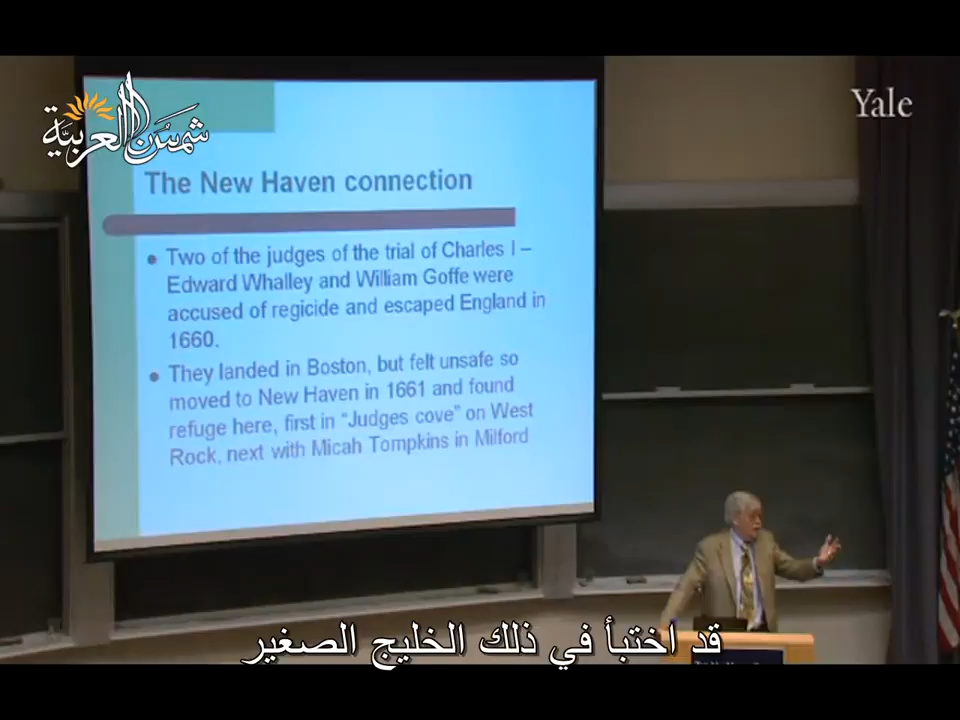 شمس العربية
Yale
The New Haven connection
• Two of the judges of the trial of Charles I –
Edward Whalley and William Goffe were
accused of regicide and escaped England in
1660.
• They landed in Boston, but felt unsafe so
moved to New Haven in 1661 and found
refuge here, first in “Judges cove” on West
Rock, next with Micah Tompkins in Milford
قد اختبأ في ذلك الخليج الصغير